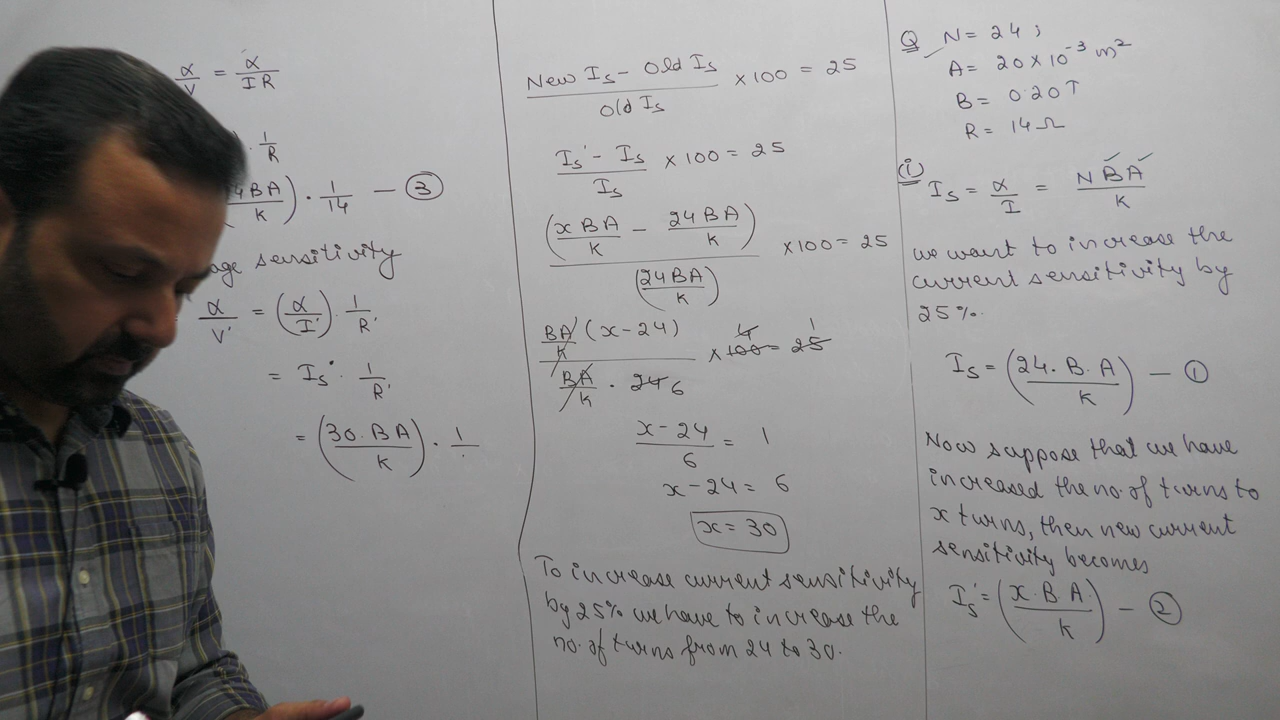 Q N = 24 ;
A = 20 × 10⁻³ m²
B = 0.20T
R = 14 Ω
(i) Is = α/I = NBA/k
we want to increase the
current sensitivity by
25%.
Is = (24. B. A / k) — ①
Now suppose that we have
increased the no. of turns to
x turns, then new current
sensitivity becomes
Is' = (x. B A. / k) — ②
New Is - Old Is / Old Is × 100 = 25
Is' - Is / Is × 100 = 25
(xBA/k - 24BA/k) / (24BA/k) × 100 = 25
BA/k (x - 24) / BA/k . 24 6 × 100 4 = 25 1
x - 24 / 6 = 1
x - 24 = 6
x = 30
To increase current sensitivity
by 25% we have to increase the
no. of turns from 24 to 30.
α/V = α/IR
. 1/R
4BA/k) . 1/14 — ③
age sensitivity
α/V' = (α/I') . 1/R'
= Is' . 1/R'
= (30. BA / k) . 1